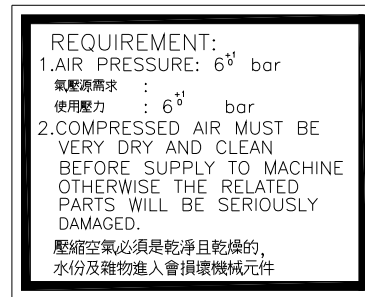 REQUIREMENT:
1.AIR PRESSURE: 6 +1 0 bar
氣壓源需求 :
使用壓力 : 6 +1 0 bar
2.COMPRESSED AIR MUST BE
VERY DRY AND CLEAN
BEFORE SUPPLY TO MACHINE
OTHERWISE THE RELATED
PARTS WILL BE SERIOUSLY
DAMAGED.
壓縮空氣必須是乾淨且乾燥的,
水份及雜物進入會損壞機械元件